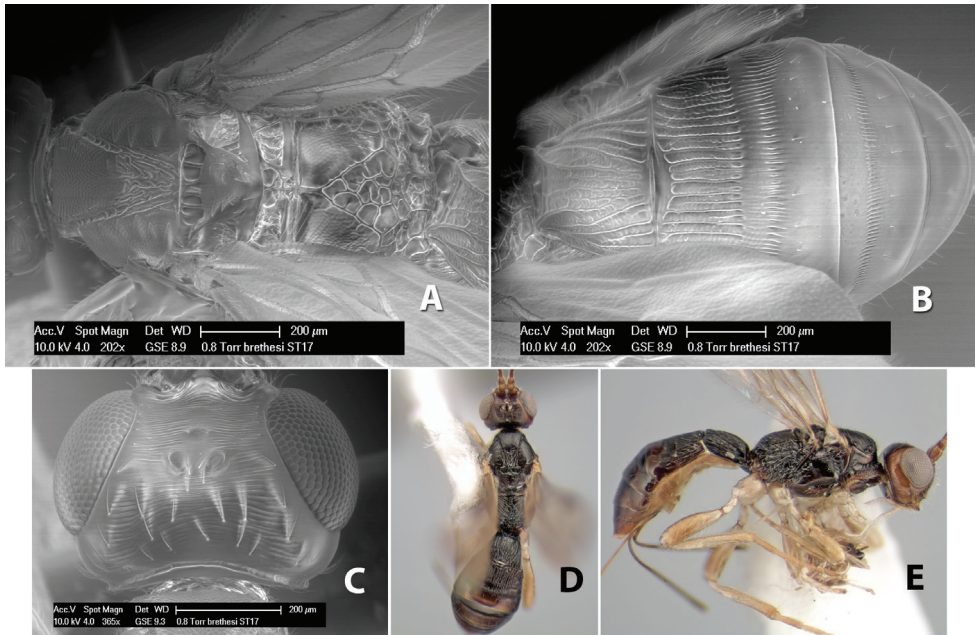 A
Acc.V Spot Magn Det WD 200 µm
10.0 kV 4.0 202x GSE 8.9 0.8 Torr brethesi ST17
B
Acc.V Spot Magn Det WD 200 µm
10.0 kV 4.0 202x GSE 8.9 0.8 Torr brethesi ST17
C
Acc.V Spot Magn Det WD 200 µm
10.0 kV 4.0 365x GSE 9.3 0.8 Torr brethesi ST17
D
E